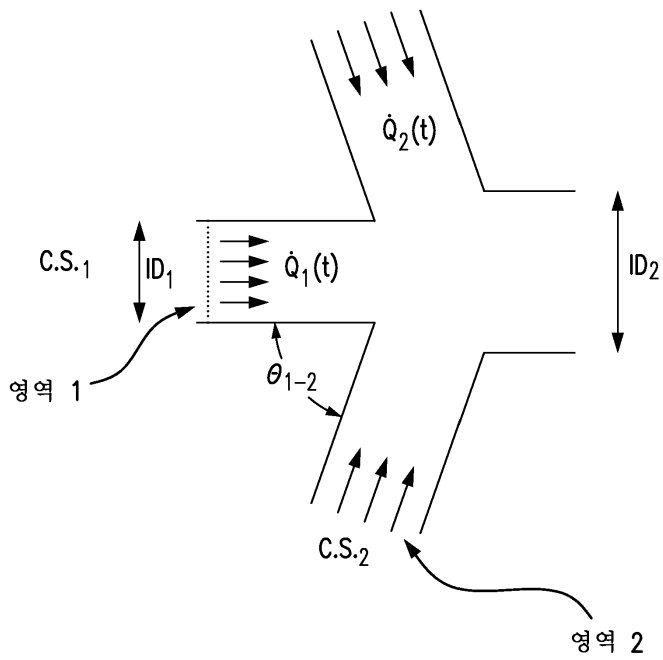 Q̇₂(t)
C.S.₁
ID₁
Q̇₁(t)
ID₂
영역 1
θ₁₋₂
C.S.₂
영역 2